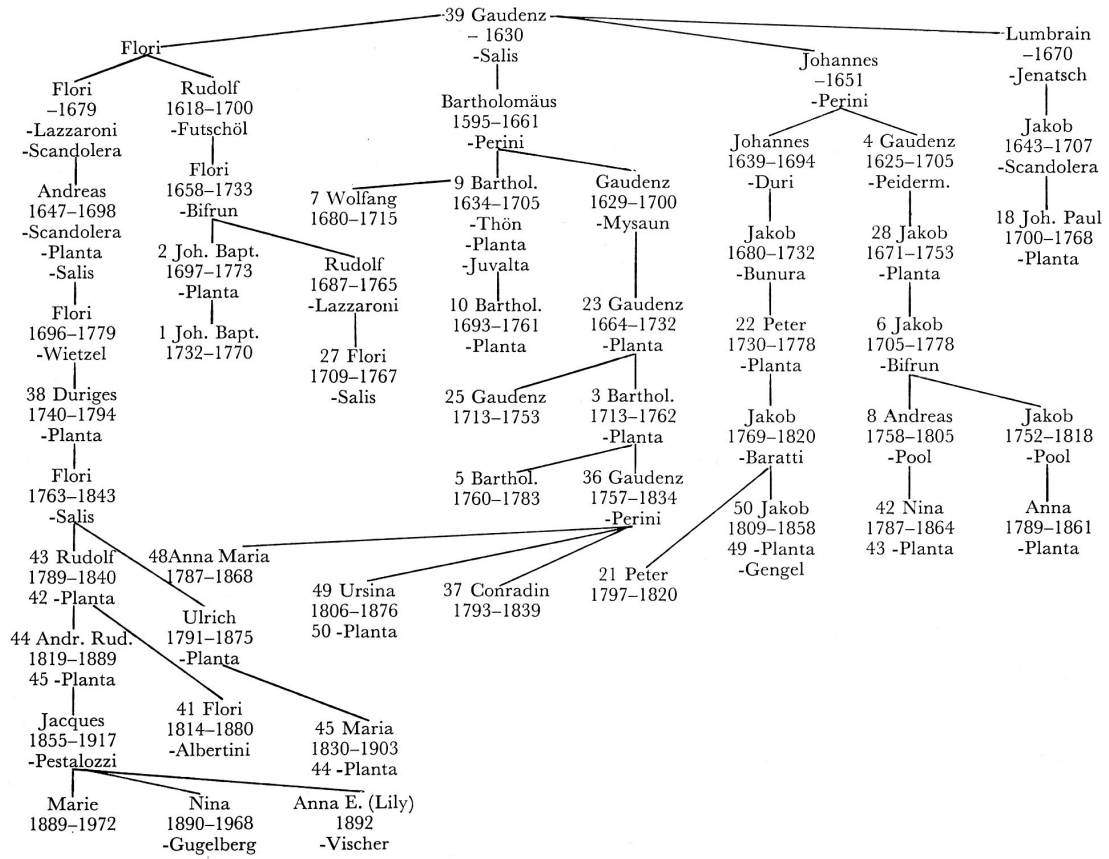 39 Gaudenz
– 1630
-Salis
Flori
Johannes
–1651
-Perini
Lumbrain
–1670
-Jenatsch
Flori
–1679
-Lazzaroni
-Scandolera
Rudolf
1618–1700
-Futschöl
Bartholomäus
1595–1661
-Perini
Johannes
1639–1694
-Duri
4 Gaudenz
1625–1705
-Peiderm.
Jakob
1643–1707
-Scandolera
Andreas
1647–1698
-Scandolera
-Planta
-Salis
Flori
1658–1733
-Bifrun
7 Wolfang
1680–1715
9 Barthol.
1634–1705
-Thön
-Planta
-Juvalta
Gaudenz
1629–1700
-Mysaun
Jakob
1680–1732
-Bunura
28 Jakob
1671–1753
-Planta
18 Joh. Paul
1700–1768
-Planta
2 Joh. Bapt.
1697–1773
-Planta
Rudolf
1687–1765
-Lazzaroni
Flori
1696–1779
-Wietzel
1 Joh. Bapt.
1732–1770
27 Flori
1709–1767
-Salis
10 Barthol.
1693–1761
-Planta
23 Gaudenz
1664–1732
-Planta
22 Peter
1730–1778
-Planta
6 Jakob
1705–1778
-Bifrun
38 Duriges
1740–1794
-Planta
25 Gaudenz
1713–1753
3 Barthol.
1713–1762
-Planta
Jakob
1769–1820
-Baratti
8 Andreas
1758–1805
-Pool
Jakob
1752–1818
-Pool
Flori
1763–1843
-Salis
5 Barthol.
1760–1783
36 Gaudenz
1757–1834
-Perini
50 Jakob
1809–1858
49 -Planta
-Gengel
42 Nina
1787–1864
43 -Planta
Anna
1789–1861
-Planta
43 Rudolf
1789–1840
42 -Planta
48Anna Maria
1787–1868
49 Ursina
1806–1876
50 -Planta
37 Conradin
1793–1839
21 Peter
1797–1820
Ulrich
1791–1875
-Planta
44 Andr. Rud.
1819–1889
45 -Planta
41 Flori
1814–1880
-Albertini
45 Maria
1830–1903
44 -Planta
Jacques
1855–1917
-Pestalozzi
Marie
1889–1972
Nina
1890–1968
-Gugelberg
Anna E. (Lily)
1892
-Vischer